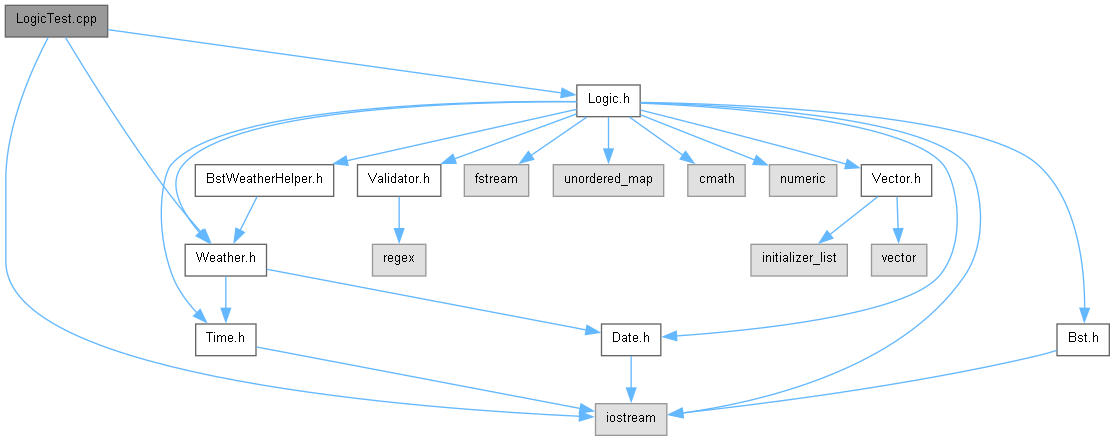 LogicTest.cpp
Logic.h
BstWeatherHelper.h
Validator.h
fstream
unordered_map
cmath
numeric
Vector.h
Weather.h
regex
initializer_list
vector
Time.h
Date.h
Bst.h
iostream